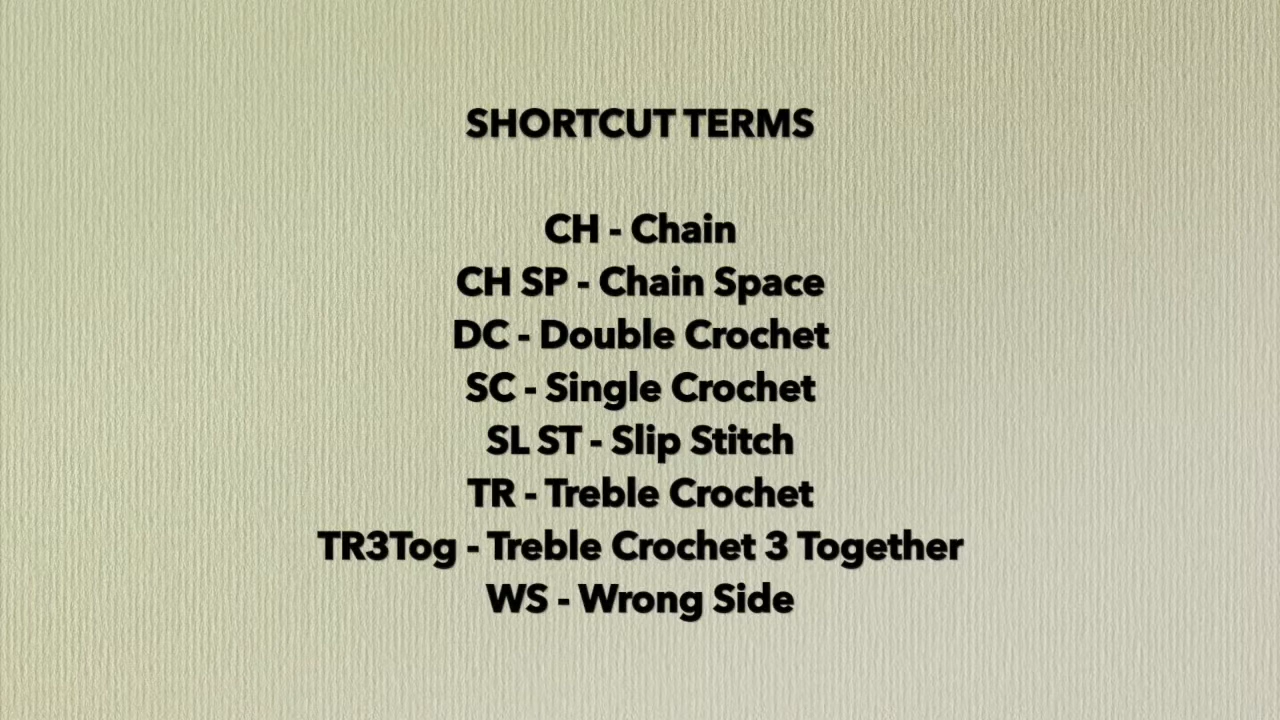 SHORTCUT TERMS
CH - Chain
CH SP - Chain Space
DC - Double Crochet
SC - Single Crochet
SL ST - Slip Stitch
TR - Treble Crochet
TR3Tog - Treble Crochet 3 Together
WS - Wrong Side